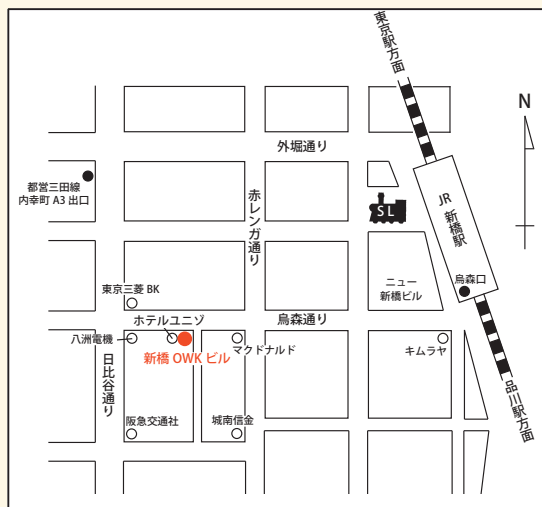 東京駅方面
N
外堀通り
都営三田線
内幸町 A3 出口
赤レンガ通り
SL
JR
新橋駅
烏森口
ニュー
新橋ビル
東京三菱 BK
ホテルユニゾ
烏森通り
八洲電機
マクドナルド
キムラヤ
新橋 OWK ビル
日比谷通り
阪急交通社
城南信金
品川駅方面